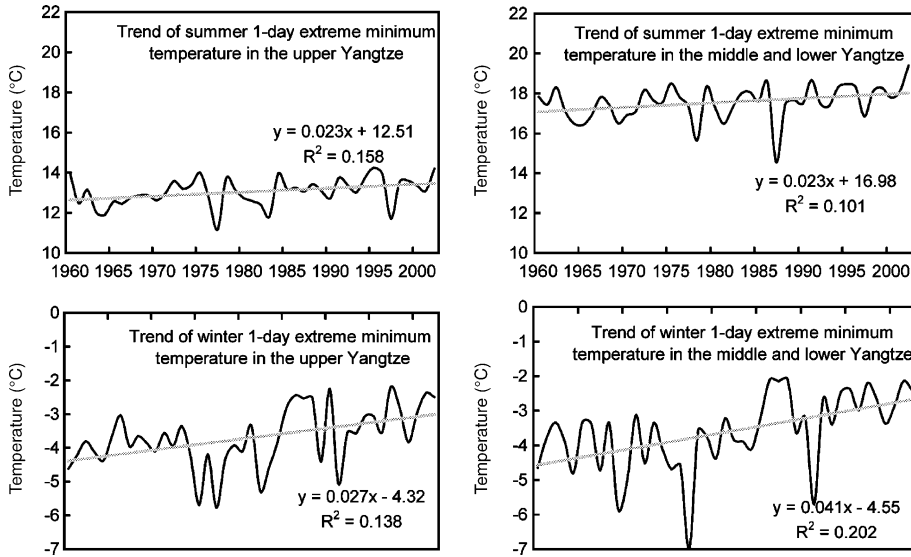 22
20
18
16
14
12
10
Temperature (°C)
Trend of summer 1-day extreme minimum
temperature in the upper Yangtze
y = 0.023x + 12.51
R² = 0.158
1960 1965 1970 1975 1980 1985 1990 1995 2000
22
20
18
16
14
12
10
Temperature (°C)
Trend of summer 1-day extreme minimum
temperature in the middle and lower Yangtze
y = 0.023x + 16.98
R² = 0.101
1960 1965 1970 1975 1980 1985 1990 1995 2000
0
-1
-2
-3
-4
-5
-6
-7
Temperature (°C)
Trend of winter 1-day extreme minimum
temperature in the upper Yangtze
y = 0.027x - 4.32
R² = 0.138
0
-1
-2
-3
-4
-5
-6
-7
Temperature (°C)
Trend of winter 1-day extreme minimum
temperature in the middle and lower Yangtze
y = 0.041x - 4.55
R² = 0.202